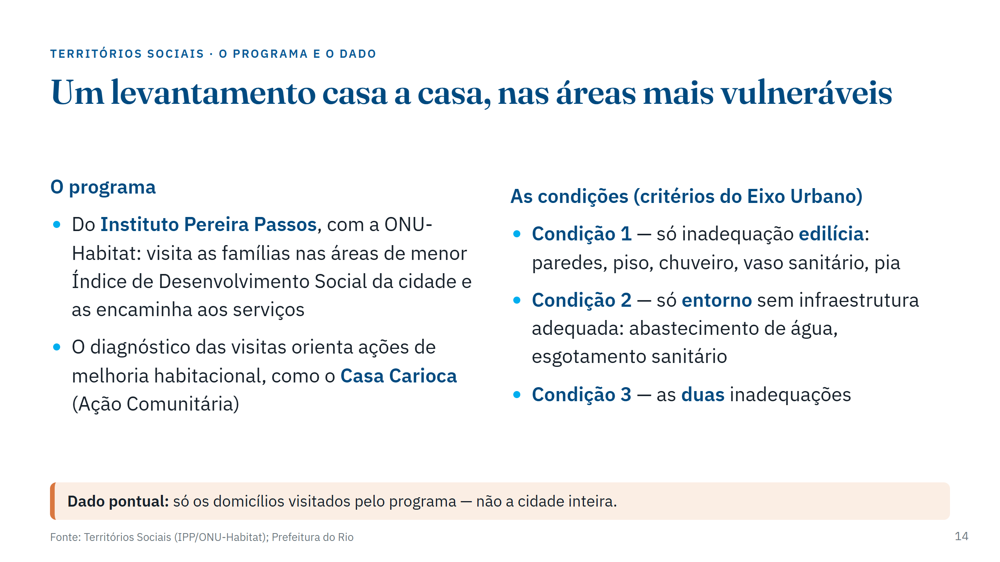 TERRITÓRIOS SOCIAIS · O PROGRAMA E O DADO
Um levantamento casa a casa, nas áreas mais vulneráveis
O programa
Do Instituto Pereira Passos, com a ONU-
Habitat: visita as famílias nas áreas de menor
Índice de Desenvolvimento Social da cidade e
as encaminha aos serviços
O diagnóstico das visitas orienta ações de
melhoria habitacional, como o Casa Carioca
(Ação Comunitária)
As condições (critérios do Eixo Urbano)
Condição 1 — só inadequação edilícia:
paredes, piso, chuveiro, vaso sanitário, pia
Condição 2 — só entorno sem infraestrutura
adequada: abastecimento de água,
esgotamento sanitário
Condição 3 — as duas inadequações
Dado pontual: só os domicílios visitados pelo programa — não a cidade inteira.
Fonte: Territórios Sociais (IPP/ONU-Habitat); Prefeitura do Rio
14